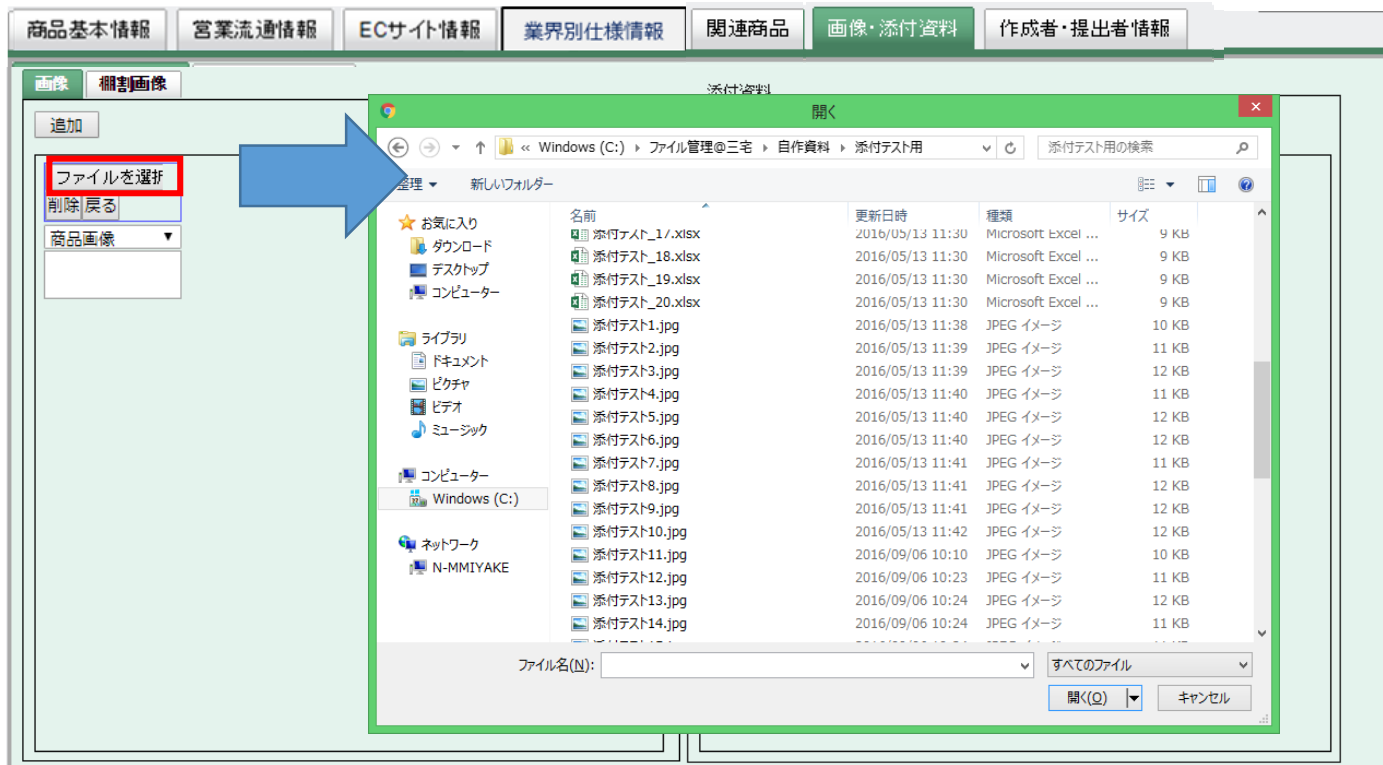 商品基本情報 営業流通情報 ECサイト情報 業界別仕様情報 関連商品 画像・添付資料 作成者・提出者情報
画像 棚割画像
添付資料
追加
ファイルを選択
削除 戻る
商品画像 ▼
開く
« Windows (C:) ▸ ファイル管理@三宅 ▸ 自作資料 ▸ 添付テスト用
添付テスト用の検索
整理 ▼ 新しいフォルダー
お気に入り
ダウンロード
デスクトップ
コンピューター
ライブラリ
ドキュメント
ピクチャ
ビデオ
ミュージック
コンピューター
Windows (C:)
ネットワーク
N-MMIYAKE
名前 更新日時 種類 サイズ
添付テスト_17.xlsx 2016/05/13 11:30 Microsoft Excel ... 9 KB
添付テスト_18.xlsx 2016/05/13 11:30 Microsoft Excel ... 9 KB
添付テスト_19.xlsx 2016/05/13 11:30 Microsoft Excel ... 9 KB
添付テスト_20.xlsx 2016/05/13 11:30 Microsoft Excel ... 9 KB
添付テスト1.jpg 2016/05/13 11:38 JPEG イメージ 10 KB
添付テスト2.jpg 2016/05/13 11:39 JPEG イメージ 11 KB
添付テスト3.jpg 2016/05/13 11:39 JPEG イメージ 12 KB
添付テスト4.jpg 2016/05/13 11:40 JPEG イメージ 11 KB
添付テスト5.jpg 2016/05/13 11:40 JPEG イメージ 12 KB
添付テスト6.jpg 2016/05/13 11:40 JPEG イメージ 12 KB
添付テスト7.jpg 2016/05/13 11:41 JPEG イメージ 11 KB
添付テスト8.jpg 2016/05/13 11:41 JPEG イメージ 12 KB
添付テスト9.jpg 2016/05/13 11:41 JPEG イメージ 12 KB
添付テスト10.jpg 2016/05/13 11:42 JPEG イメージ 12 KB
添付テスト11.jpg 2016/09/06 10:10 JPEG イメージ 10 KB
添付テスト12.jpg 2016/09/06 10:23 JPEG イメージ 11 KB
添付テスト13.jpg 2016/09/06 10:24 JPEG イメージ 12 KB
添付テスト14.jpg 2016/09/06 10:24 JPEG イメージ 11 KB
ファイル名(N):
すべてのファイル
開く(O) ▼ キャンセル